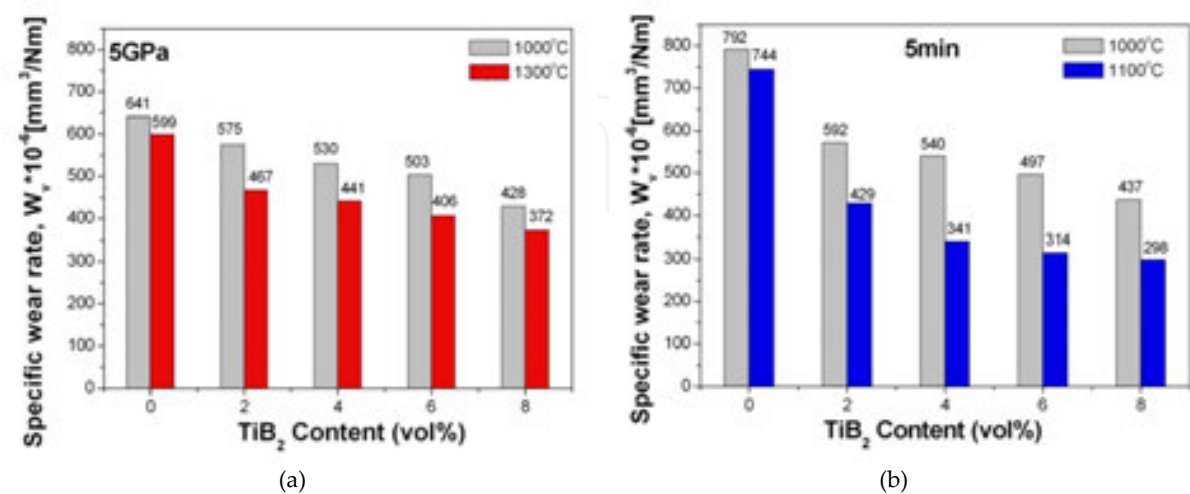 5GPa
1000°C
1300°C
Specific wear rate, Wv*10-6[mm3/Nm]
800
700
600
500
400
300
200
100
0
641
599
575
467
530
441
503
406
428
372
0 2 4 6 8
TiB2 Content (vol%)
(a)
5min
1000°C
1100°C
Specific wear rate, Wv*10-6[mm3/Nm]
800
700
600
500
400
300
200
100
0
792
744
592
429
540
341
497
314
437
298
0 2 4 6 8
TiB2 Content (vol%)
(b)